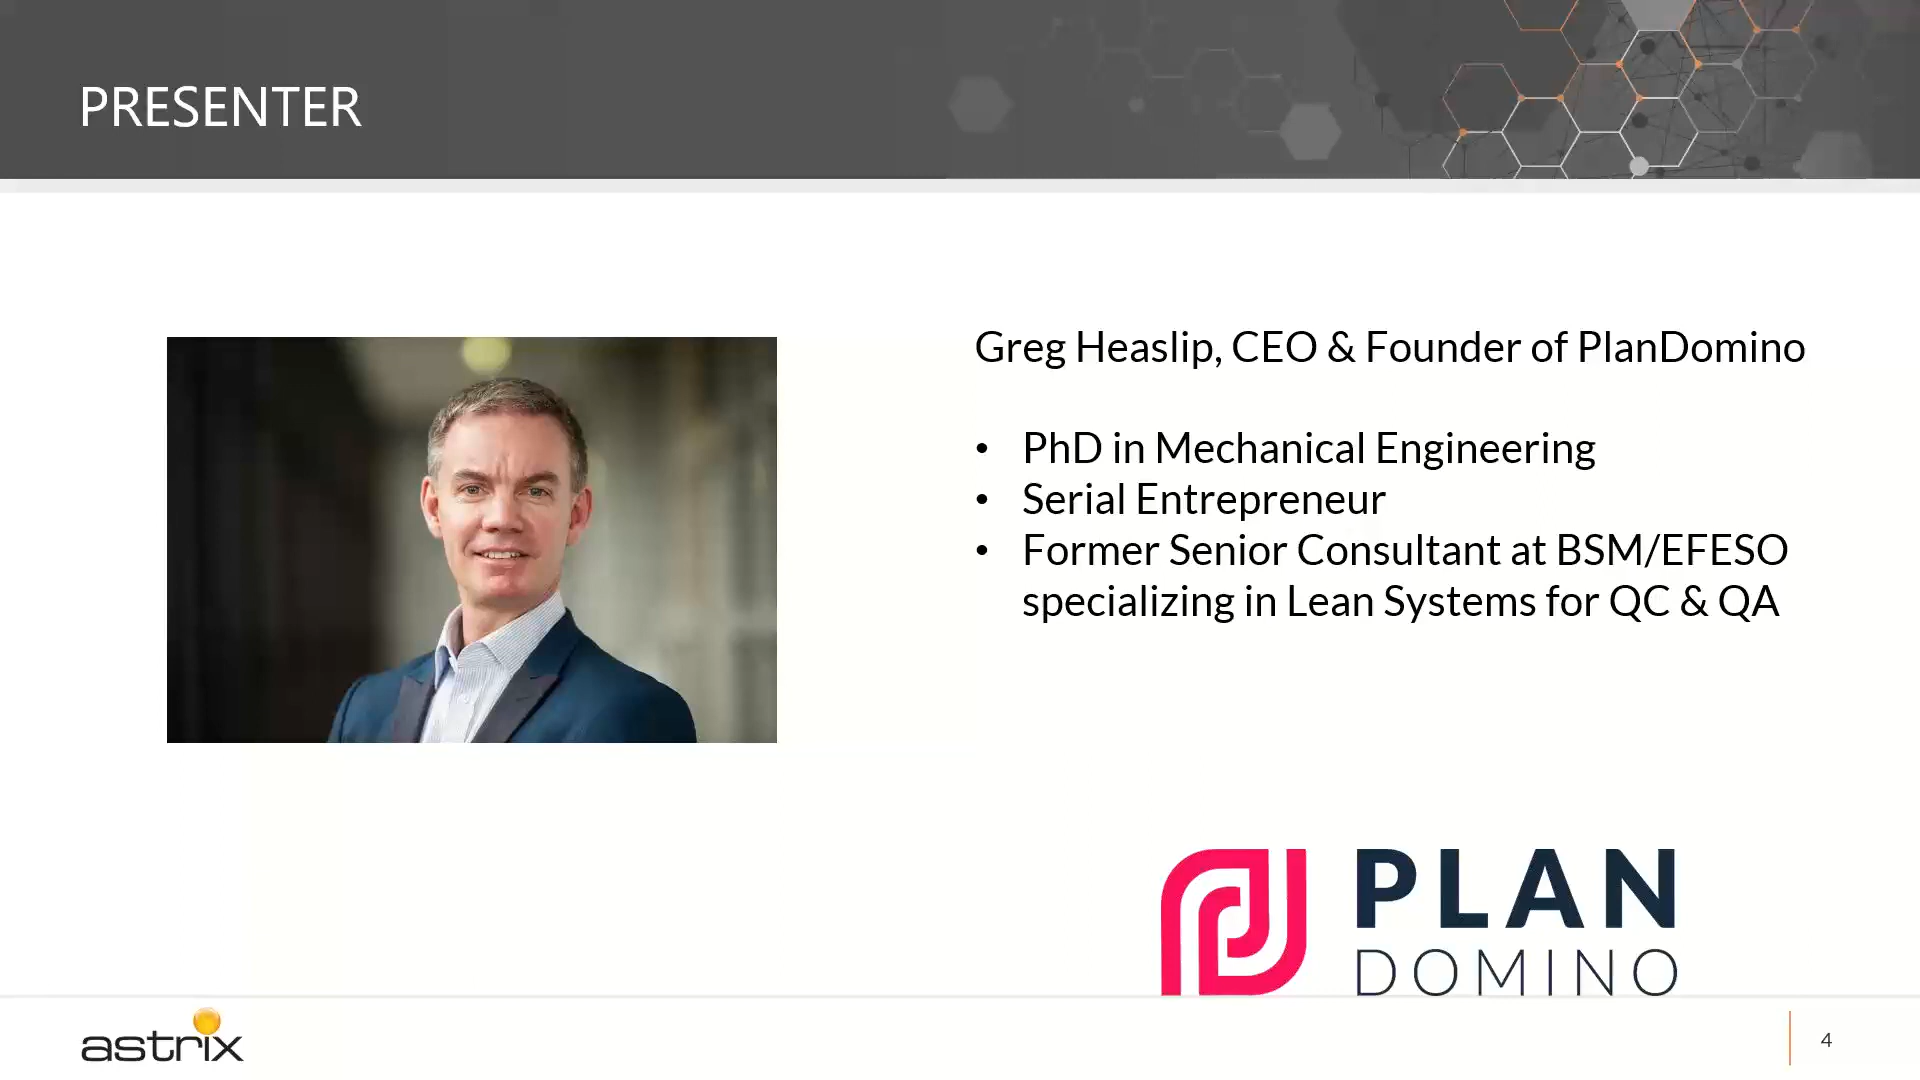 PRESENTER
Greg Heaslip, CEO & Founder of PlanDomino
• PhD in Mechanical Engineering
• Serial Entrepreneur
• Former Senior Consultant at BSM/EFESO
specializing in Lean Systems for QC & QA
PLAN
DOMINO
astrix
4